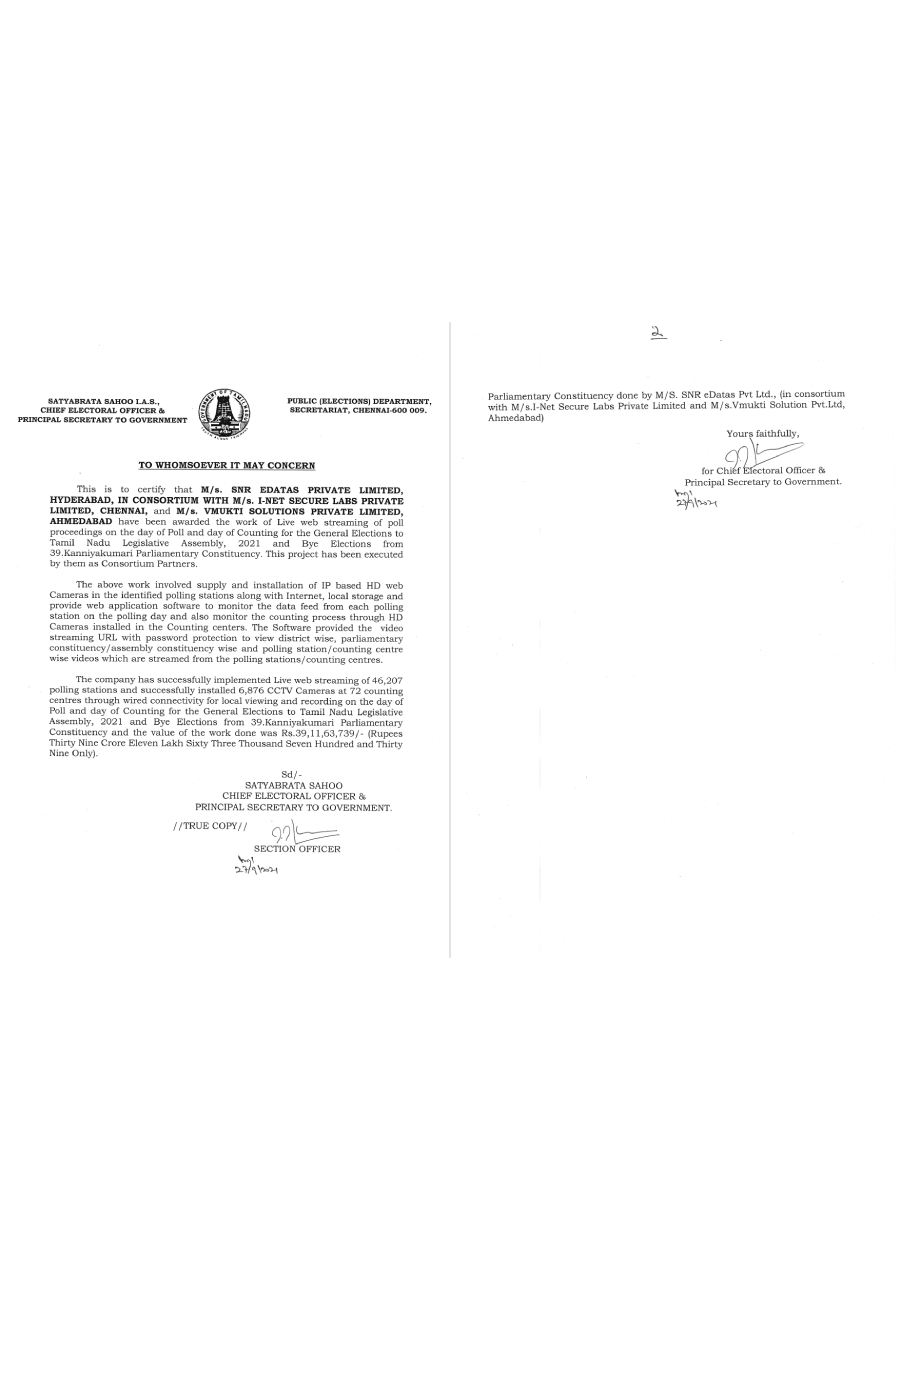 SATYABRATA SAHOO I.A.S.,
CHIEF ELECTORAL OFFICER &
PRINCIPAL SECRETARY TO GOVERNMENT
PUBLIC (ELECTIONS) DEPARTMENT,
SECRETARIAT, CHENNAI-600 009.
TO WHOMSOEVER IT MAY CONCERN
This is to certify that M/s. SNR EDATAS PRIVATE LIMITED,
HYDERABAD, IN CONSORTIUM WITH M/s. I-NET SECURE LABS PRIVATE
LIMITED, CHENNAI, and M/s. VMUKTI SOLUTIONS PRIVATE LIMITED,
AHMEDABAD have been awarded the work of Live web streaming of poll
proceedings on the day of Poll and day of Counting for the General Elections to
Tamil Nadu Legislative Assembly, 2021 and Bye Elections from
39.Kanniyakumari Parliamentary Constituency. This project has been executed
by them as Consortium Partners.
The above work involved supply and installation of IP based HD web
Cameras in the identified polling stations along with Internet, local storage and
provide web application software to monitor the data feed from each polling
station on the polling day and also monitor the counting process through HD
Cameras installed in the Counting centers. The Software provided the video
streaming URL with password protection to view district wise, parliamentary
constituency/assembly constituency wise and polling station/counting centre
wise videos which are streamed from the polling stations/counting centres.
The company has successfully implemented Live web streaming of 46,207
polling stations and successfully installed 6,876 CCTV Cameras at 72 counting
centres through wired connectivity for local viewing and recording on the day of
Poll and day of Counting for the General Elections to Tamil Nadu Legislative
Assembly, 2021 and Bye Elections from 39.Kanniyakumari Parliamentary
Constituency and the value of the work done was Rs.39,11,63,739/- (Rupees
Thirty Nine Crore Eleven Lakh Sixty Three Thousand Seven Hundred and Thirty
Nine Only).
Sd/-
SATYABRATA SAHOO
CHIEF ELECTORAL OFFICER &
PRINCIPAL SECRETARY TO GOVERNMENT.
//TRUE COPY//
SECTION OFFICER
27/9/2021
2
Parliamentary Constituency done by M/S. SNR eDatas Pvt Ltd., (in consortium
with M/s.I-Net Secure Labs Private Limited and M/s.Vmukti Solution Pvt.Ltd,
Ahmedabad)
Yours faithfully,
for Chief Electoral Officer &
Principal Secretary to Government.
27/9/2021